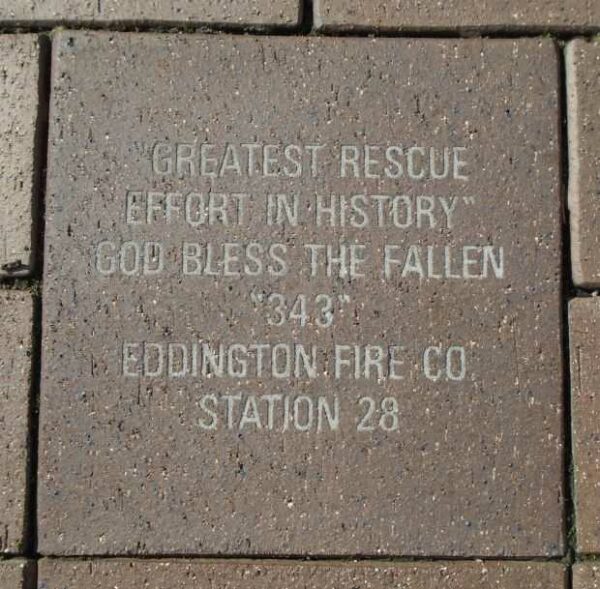 "GREATEST RESCUE
EFFORT IN HISTORY"
GOD BLESS THE FALLEN
"343"
EDDINGTON FIRE CO.
STATION 28